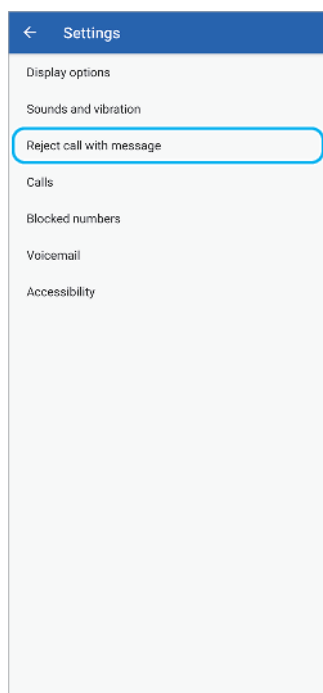 Settings
Display options
Sounds and vibration
Reject call with message
Calls
Blocked numbers
Voicemail
Accessibility